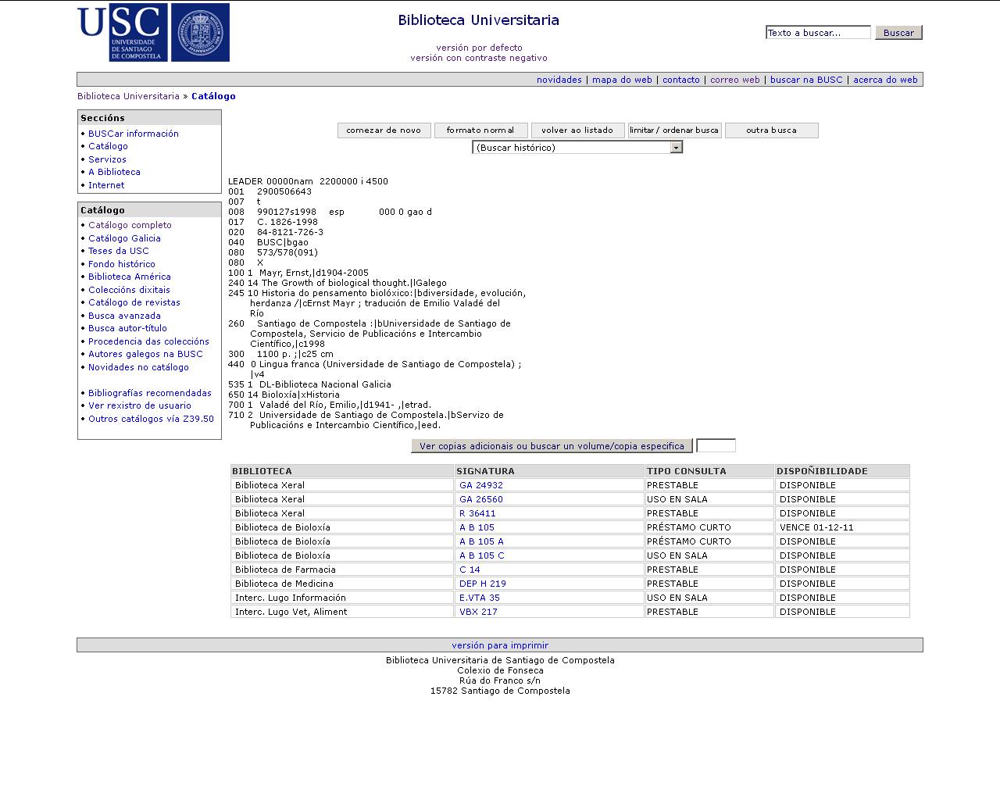 USC
UNIVERSIDADE
DE SANTIAGO
DE COMPOSTELA
Biblioteca Universitaria
versión por defecto
versión con contraste negativo
Texto a buscar... Buscar
novidades | mapa do web | contacto | correo web | buscar na BUSC | acerca do web
Biblioteca Universitaria » Catálogo
Seccións
• BUSCar información
• Catálogo
• Servizos
• A Biblioteca
• Internet
Catálogo
• Catálogo completo
• Catálogo Galicia
• Teses da USC
• Fondo histórico
• Biblioteca América
• Coleccións dixitais
• Catálogo de revistas
• Busca avanzada
• Busca autor-título
• Procedencia das coleccións
• Autores galegos na BUSC
• Novidades no catálogo
• Bibliografías recomendadas
• Ver rexistro de usuario
• Outros catálogos vía Z39.50
comezar de novo formato normal volver ao listado limitar / ordenar busca outra busca
(Buscar histórico)
LEADER 00000nam 2200000 i 4500
001 2900506643
007 t
008 990127s1998 esp 000 0 gao d
017 C. 1826-1998
020 84-8121-726-3
040 BUSC|bgao
080 573/578(091)
080 X
100 1 Mayr, Ernst,|d1904-2005
240 14 The Growth of biological thought.|lGalego
245 10 Historia do pensamento biolóxico:|bdiversidade, evolución,
herdanza /|cErnst Mayr ; tradución de Emilio Valadé del
Río
260 Santiago de Compostela :|bUniversidade de Santiago de
Compostela, Servicio de Publicacións e Intercambio
Científico,|c1998
300 1100 p. ;|c25 cm
440 0 Lingua franca (Universidade de Santiago de Compostela) ;
|v4
535 1 DL-Biblioteca Nacional Galicia
650 14 Bioloxía|xHistoria
700 1 Valadé del Río, Emilio,|d1941- ,|etrad.
710 2 Universidade de Santiago de Compostela.|bServizo de
Publicacións e Intercambio Científico,|eed.
Ver copias adicionais ou buscar un volume/copia especifica
BIBLIOTECA SIGNATURA TIPO CONSULTA DISPOÑIBILIDADE
Biblioteca Xeral GA 24932 PRESTABLE DISPONIBLE
Biblioteca Xeral GA 26560 USO EN SALA DISPONIBLE
Biblioteca Xeral R 36411 PRESTABLE DISPONIBLE
Biblioteca de Bioloxía A B 105 PRÉSTAMO CURTO VENCE 01-12-11
Biblioteca de Bioloxía A B 105 A PRÉSTAMO CURTO DISPONIBLE
Biblioteca de Bioloxía A B 105 C USO EN SALA DISPONIBLE
Biblioteca de Farmacia C 14 PRESTABLE DISPONIBLE
Biblioteca de Medicina DEP H 219 PRESTABLE DISPONIBLE
Interc. Lugo Información E.VTA 35 USO EN SALA DISPONIBLE
Interc. Lugo Vet, Aliment VBX 217 PRESTABLE DISPONIBLE
versión para imprimir
Biblioteca Universitaria de Santiago de Compostela
Colexio de Fonseca
Rúa do Franco s/n
15782 Santiago de Compostela